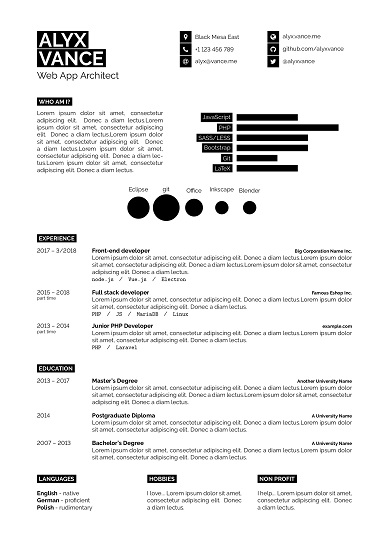 ALYX
VANCE
Web App Architect
Black Mesa East
+1 123 456 789
alyx@vance.me
alyxvance.me
github.com/alyxvance
@alyxvance
WHO AM I?
Lorem ipsum dolor sit amet, consectetur
adipiscing elit. Donec a diam lectus.Lorem
ipsum dolor sit amet, consectetur adipiscing
elit. Donec a diam lectus.Lorem ipsum dolor
sit amet, consectetur adipiscing elit. Donec
a diam lectus.Lorem ipsum dolor sit amet,
consectetur adipiscing elit. Donec a diam lec-
tus.Lorem ipsum dolor sit amet, consectetur
adipiscing elit. Donec a diam lectus.
JavaScript
PHP
SASS/LESS
Bootstrap
Git
LaTeX
Eclipse
git
Office
Inkscape
Blender
EXPERIENCE
2017 – 3/2018
Front-end developer
Big Corporation Name Inc.
Lorem ipsum dolor sit amet, consectetur adipiscing elit. Donec a diam lectus.Lorem ipsum dolor
sit amet, consectetur adipiscing elit. Donec a diam lectus. Lorem ipsum dolor sit amet, consectetur
adipiscing elit. Donec a diam lectus.
node.js / Vue.js / Electron
2015 – 2018
part time
Full stack developer
Famous Eshop Inc.
Lorem ipsum dolor sit amet, consectetur adipiscing elit. Donec a diam lectus.Lorem ipsum dolor
sit amet, consectetur adipiscing elit. Donec a diam lectus.
PHP / JS / MariaDB / Linux
2013 – 2014
part time
Junior PHP Developer
example.com
Lorem ipsum dolor sit amet, consectetur adipiscing elit. Donec a diam lectus.Lorem ipsum dolor
sit amet, consectetur adipiscing elit. Donec a diam lectus.
PHP / Laravel
EDUCATION
2013 – 2017
Master's Degree
Another University Name
Lorem ipsum dolor sit amet, consectetur adipiscing elit. Donec a diam lectus.Lorem ipsum dolor
sit amet, consectetur adipiscing elit. Donec a diam lectus.
2014
Postgraduate Diploma
A University Name
Lorem ipsum dolor sit amet, consectetur adipiscing elit. Donec a diam lectus.Lorem ipsum dolor
sit amet, consectetur adipiscing elit. Donec a diam lectus.
2007 – 2013
Bachelor's Degree
A University Name
Lorem ipsum dolor sit amet, consectetur adipiscing elit. Donec a diam lectus.Lorem ipsum dolor
sit amet, consectetur adipiscing elit. Donec a diam lectus.
LANGUAGES
English - native
German - proficient
Polish - rudimentary
HOBBIES
I love... Lorem ipsum dolor sit amet,
consectetur adipiscing elit. Donec
a diam lectus.
NON PROFIT
I help... Lorem ipsum dolor sit amet,
consectetur adipiscing elit. Donec
a diam lectus.